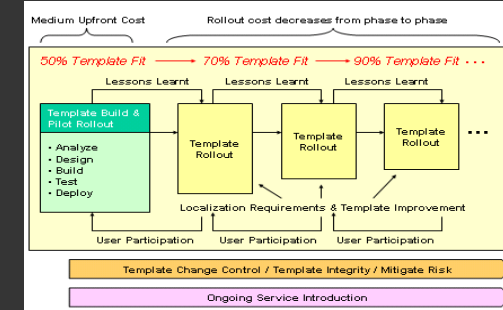 Medium Upfront Cost
Rollout cost decreases from phase to phase
50% Template Fit
70% Template Fit
90% Template Fit ...
Lessons Learnt
Lessons Learnt
Lessons Learnt
Template Build &
Pilot Rollout
• Analyze
• Design
• Build
• Test
• Deploy
Template
Rollout
Template
Rollout
Template
Rollout
...
Localization Requirements & Template Improvement
User Participation
User Participation
User Participation
Template Change Control / Template Integrity / Mitigate Risk
Ongoing Service Introduction